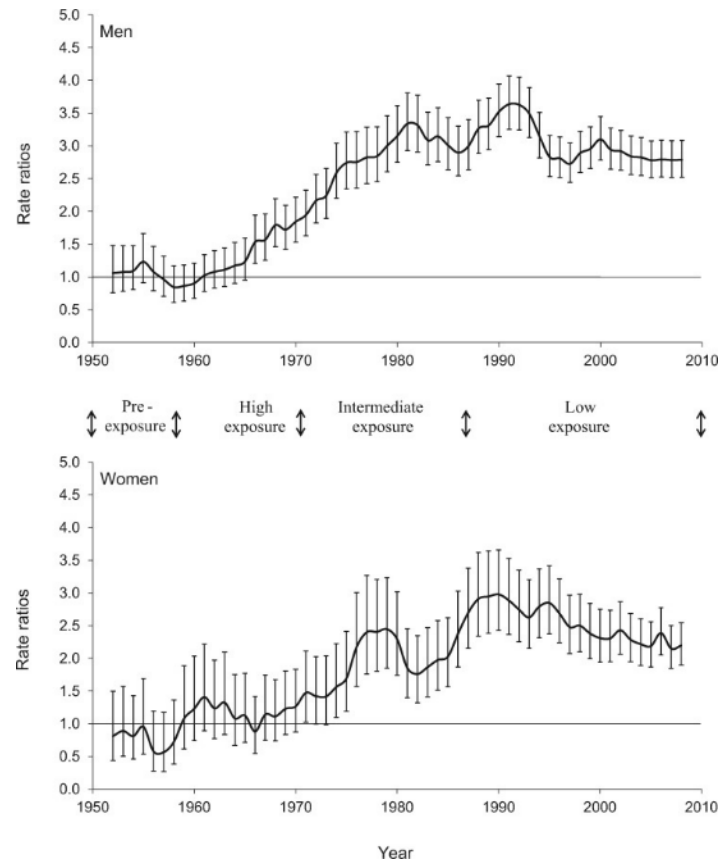 Men
5.0
4.5
4.0
3.5
3.0
2.5
2.0
1.5
1.0
0.5
0.0
Rate ratios
1950 1960 1970 1980 1990 2000 2010
Pre - High Intermediate Low
exposure exposure exposure exposure
Women
5.0
4.5
4.0
3.5
3.0
2.5
2.0
1.5
1.0
0.5
0.0
Rate ratios
1950 1960 1970 1980 1990 2000 2010
Year